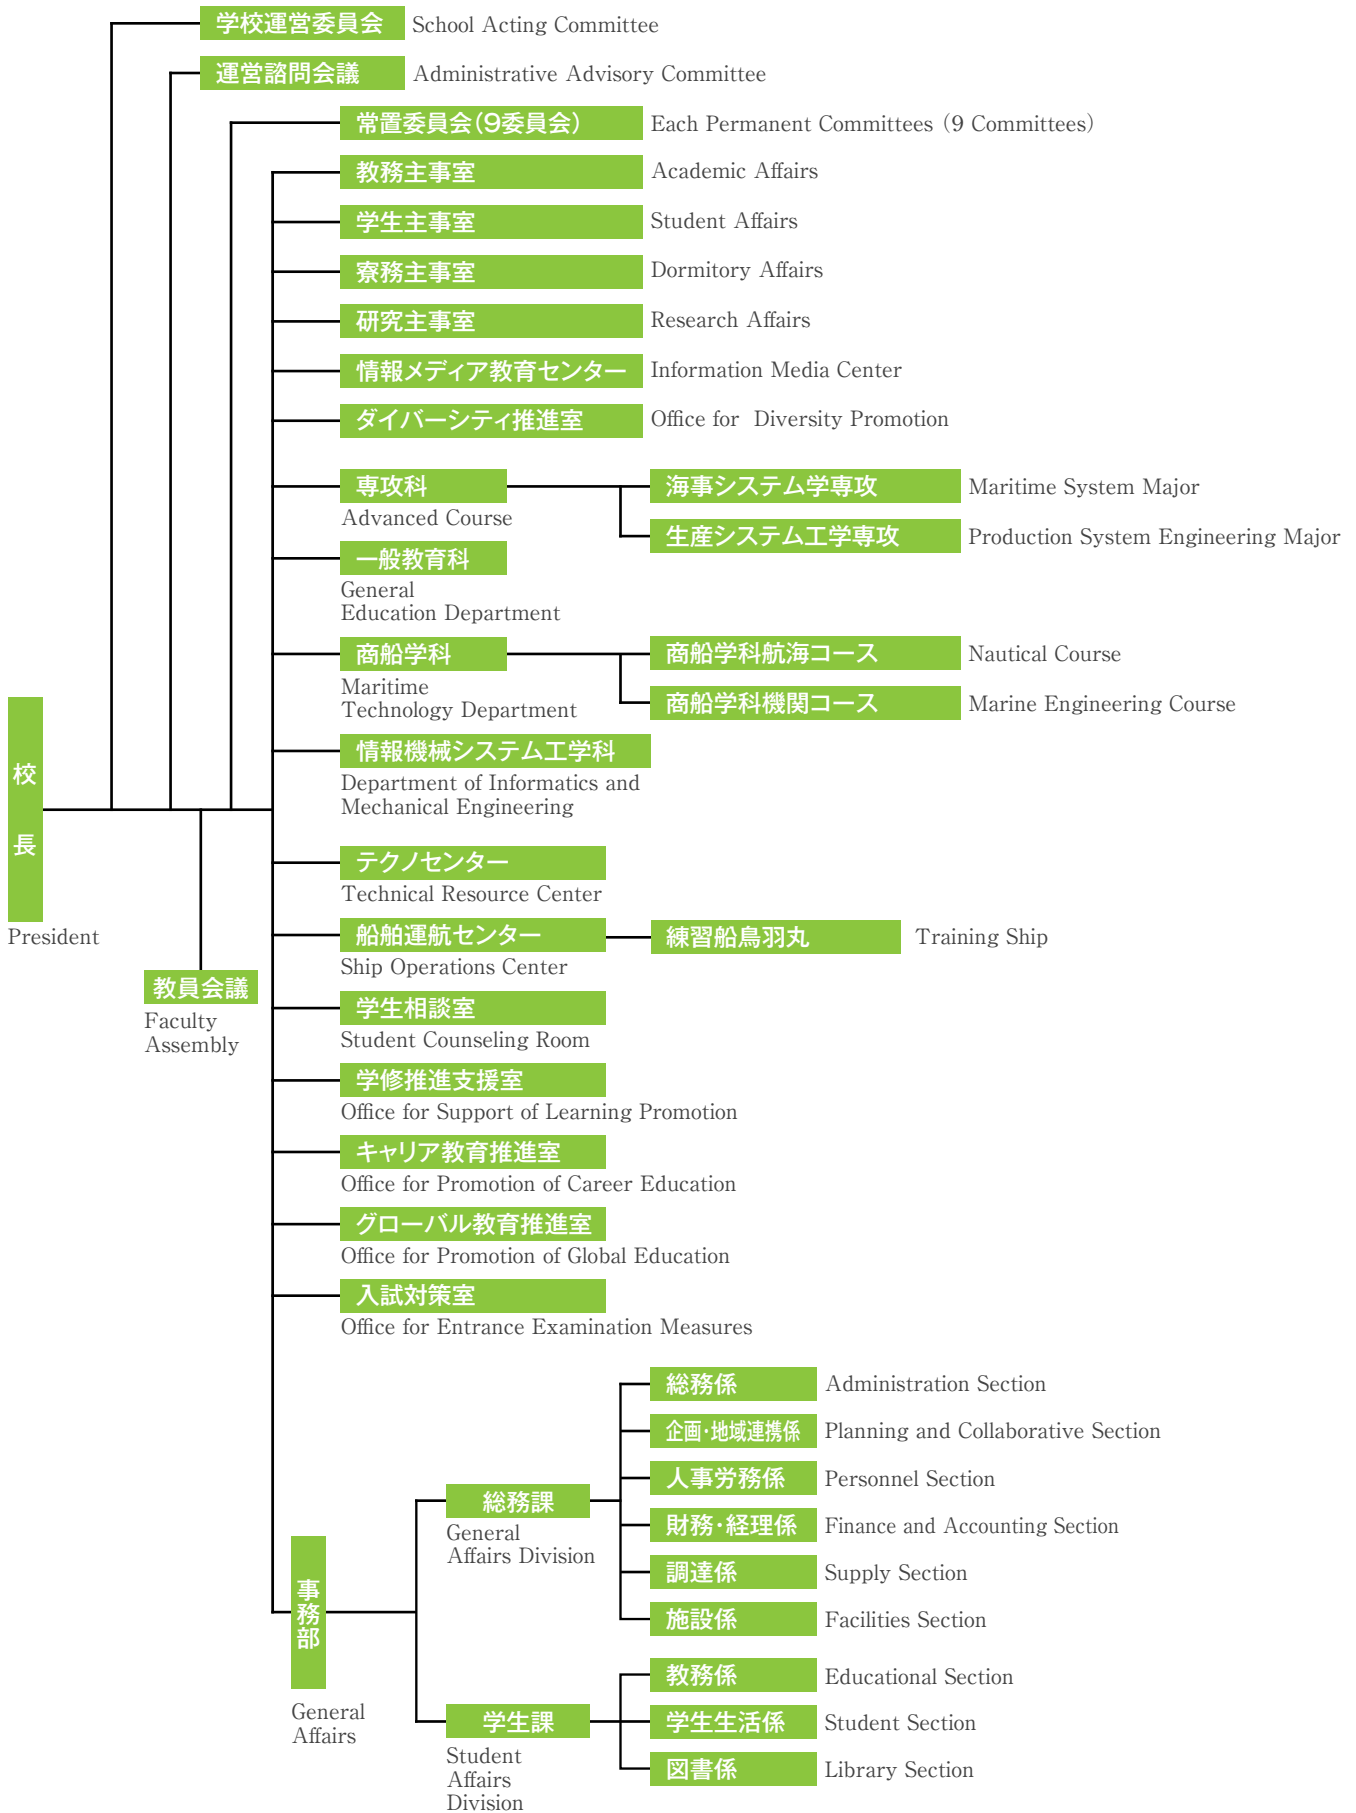 学校運営委員会 School Acting Committee
運営諮問会議 Administrative Advisory Committee
常置委員会(9委員会) Each Permanent Committees (9 Committees)
教務主事室 Academic Affairs
学生主事室 Student Affairs
寮務主事室 Dormitory Affairs
研究主事室 Research Affairs
情報メディア教育センター Information Media Center
ダイバーシティ推進室 Office for Diversity Promotion
専攻科
Advanced Course
海事システム学専攻 Maritime System Major
生産システム工学専攻 Production System Engineering Major
一般教育科
General
Education Department
商船学科
Maritime
Technology Department
商船学科航海コース Nautical Course
商船学科機関コース Marine Engineering Course
情報機械システム工学科
Department of Informatics and
Mechanical Engineering
校長
President
教員会議
Faculty
Assembly
テクノセンター
Technical Resource Center
船舶運航センター
Ship Operations Center
練習船鳥羽丸 Training Ship
学生相談室
Student Counseling Room
学修推進支援室
Office for Support of Learning Promotion
キャリア教育推進室
Office for Promotion of Career Education
グローバル教育推進室
Office for Promotion of Global Education
入試対策室
Office for Entrance Examination Measures
事務部
General
Affairs
総務課
General
Affairs Division
総務係 Administration Section
企画・地域連携係 Planning and Collaborative Section
人事労務係 Personnel Section
財務・経理係 Finance and Accounting Section
調達係 Supply Section
施設係 Facilities Section
学生課
Student
Affairs
Division
教務係 Educational Section
学生生活係 Student Section
図書係 Library Section